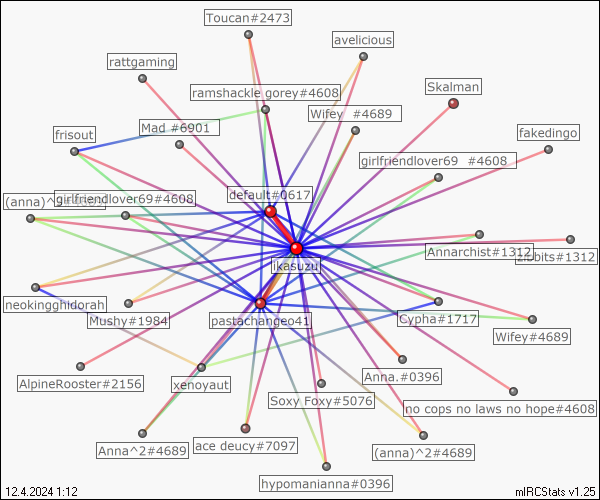 Toucan#2473
avelicious
rattgaming
Skalman
ramshackle gorey#4608
Wifey #4689
Mad #6901
frisout
fakedingo
girlfriendlover69 #4608
default#0617
girlfriendlover69#4608
(anna)^
Annarchist#1312
#1312
ikasuzu
neokingghidorah
Mushy#1984
pastachangeo41
Cypha#1717
Wifey#4689
AlpineRooster#2156
xenoyaut
Anna.#0396
Soxy Foxy#5076
no cops no laws no hope#4608
Anna^2#4689
ace deucy#7097
(anna)^2#4689
hypomanianna#0396
12.4.2024 1:12
mIRCStats v1.25